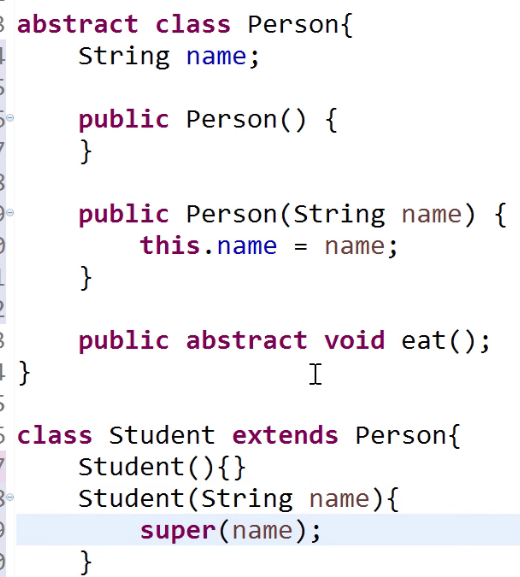 abstract class Person{
String name;
public Person() {
}
public Person(String name) {
this.name = name;
}
public abstract void eat();
}
class Student extends Person{
Student(){}
Student(String name){
super(name);
}